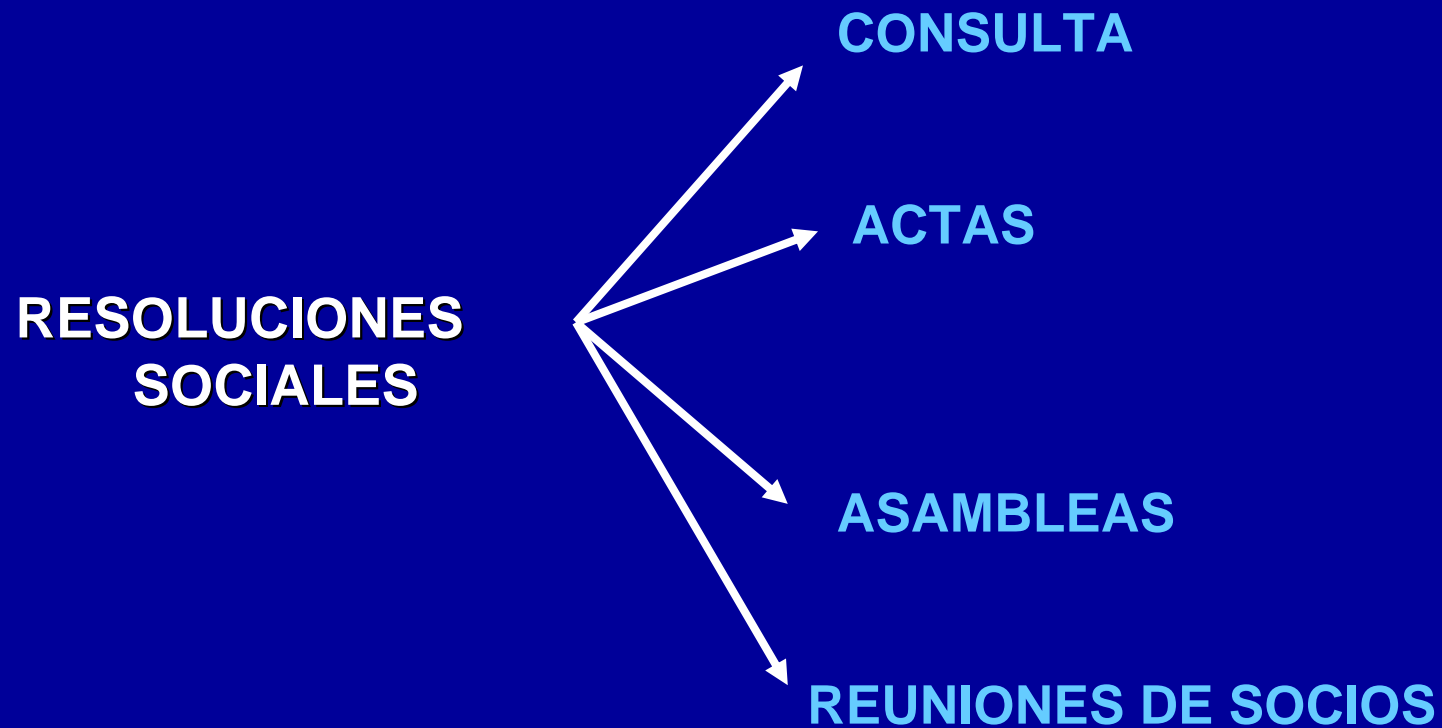 CONSULTA
ACTAS
RESOLUCIONES
SOCIALES
ASAMBLEAS
REUNIONES DE SOCIOS